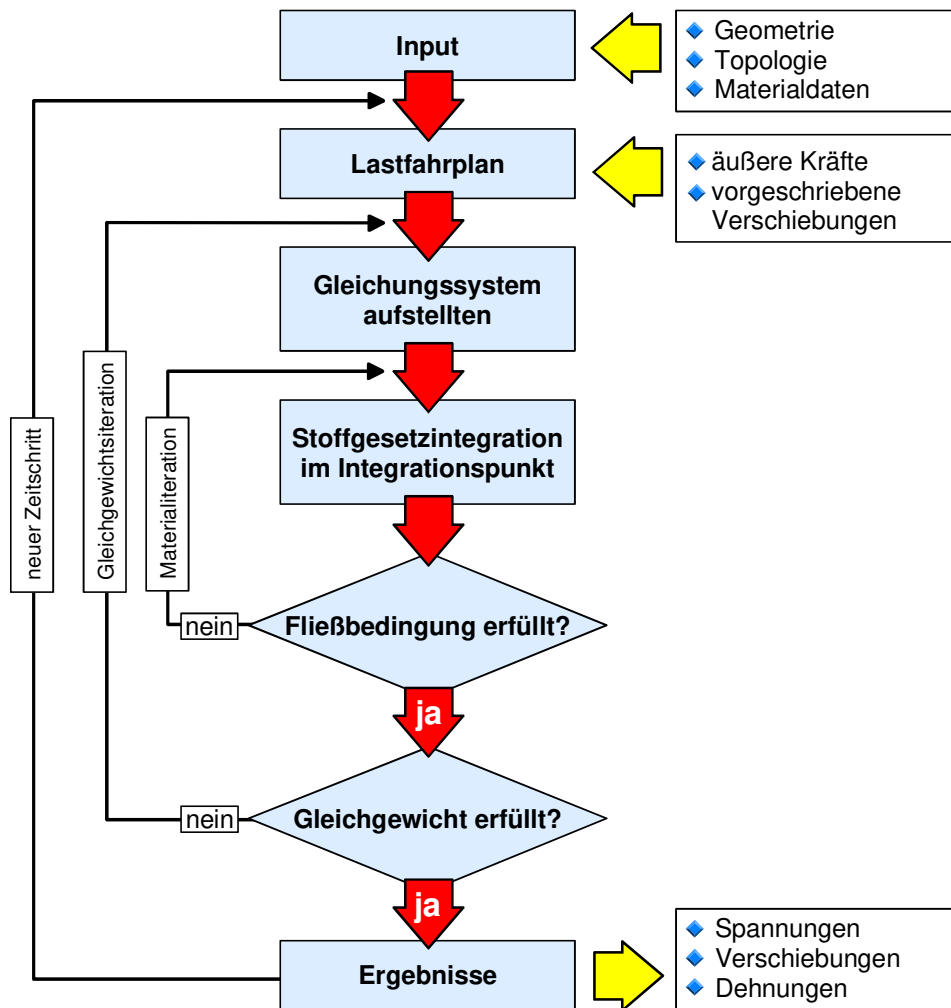 Input
Geometrie
Topologie
Materialdaten
Lastfahrplan
äußere Kräfte
vorgeschriebene
Verschiebungen
Gleichungssystem
aufstellten
Stoffgesetzintegration
im Integrationspunkt
neuer Zeitschritt
Gleichgewichtsiteration
Materialiteration
nein
Fließbedingung erfüllt?
ja
nein
Gleichgewicht erfüllt?
ja
Ergebnisse
Spannungen
Verschiebungen
Dehnungen